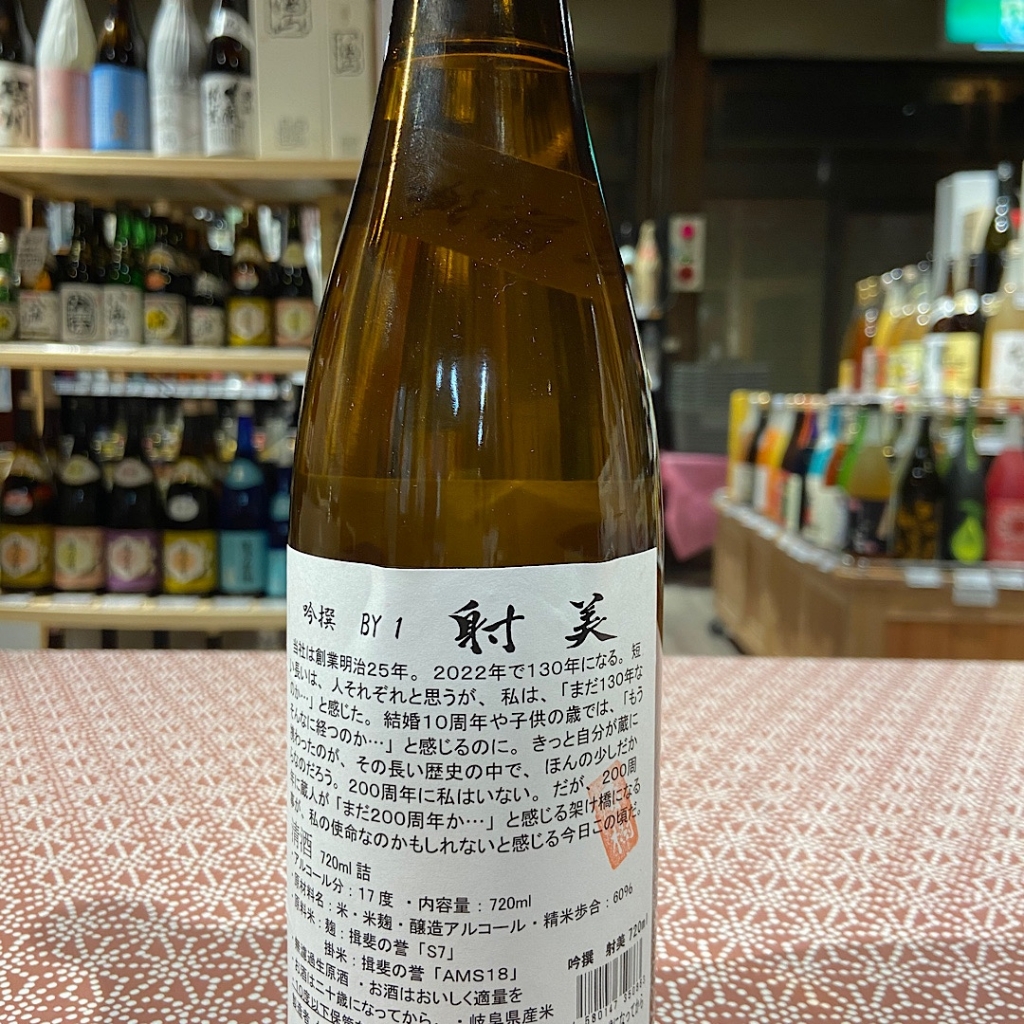 吟撰 BY1 射美
当社は創業明治25年。2022年で130年になる。短
い長いは、人それぞれと思うが、私は、「まだ130年な
のか…」と感じた。結婚10周年や子供の歳では、「もう
そんなに経つのか…」と感じるのに。きっと自分が蔵に
携わったのが、その長い歴史の中で、ほんの少しだか
らなのだろう。200周年に私はいない。だが、200周
年に蔵人が「まだ200周年か…」と感じる架け橋になる
事が、私の使命なのかもしれないと感じる今日この頃だ。
清酒 720ml 詰
・アルコール分：17度 ・内容量：720ml
・原材料名：米・米麹・醸造アルコール・精米歩合：60%
・原料米：麹：揖斐の誉「S7」
掛米：揖斐の誉「AMS18」
・無濾過生原酒 ・お酒はおいしく適量を
・お酒は二十歳になってから。 ・岐阜県産米
・10度以下保管
吟撰 射美 720ml